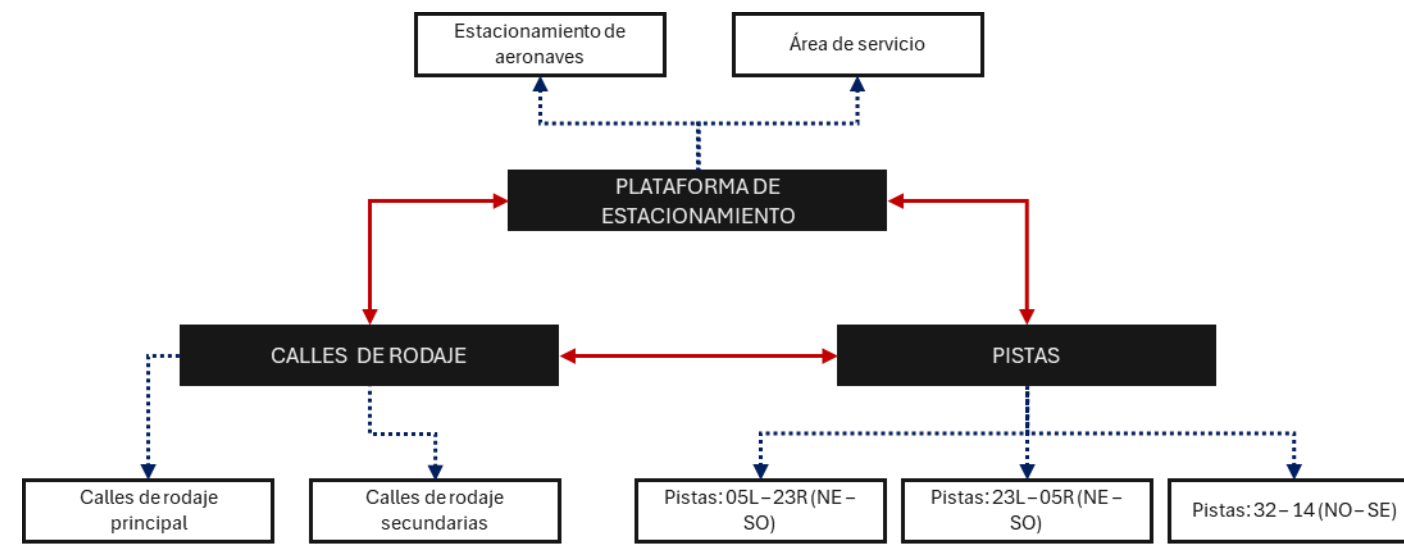 Estacionamiento de
aeronaves
Área de servicio
PLATAFORMA DE
ESTACIONAMIENTO
CALLES DE RODAJE
PISTAS
Calles de rodaje
principal
Calles de rodaje
secundarias
Pistas: 05L – 23R (NE –
SO)
Pistas: 23L – 05R (NE –
SO)
Pistas: 32 – 14 (NO – SE)